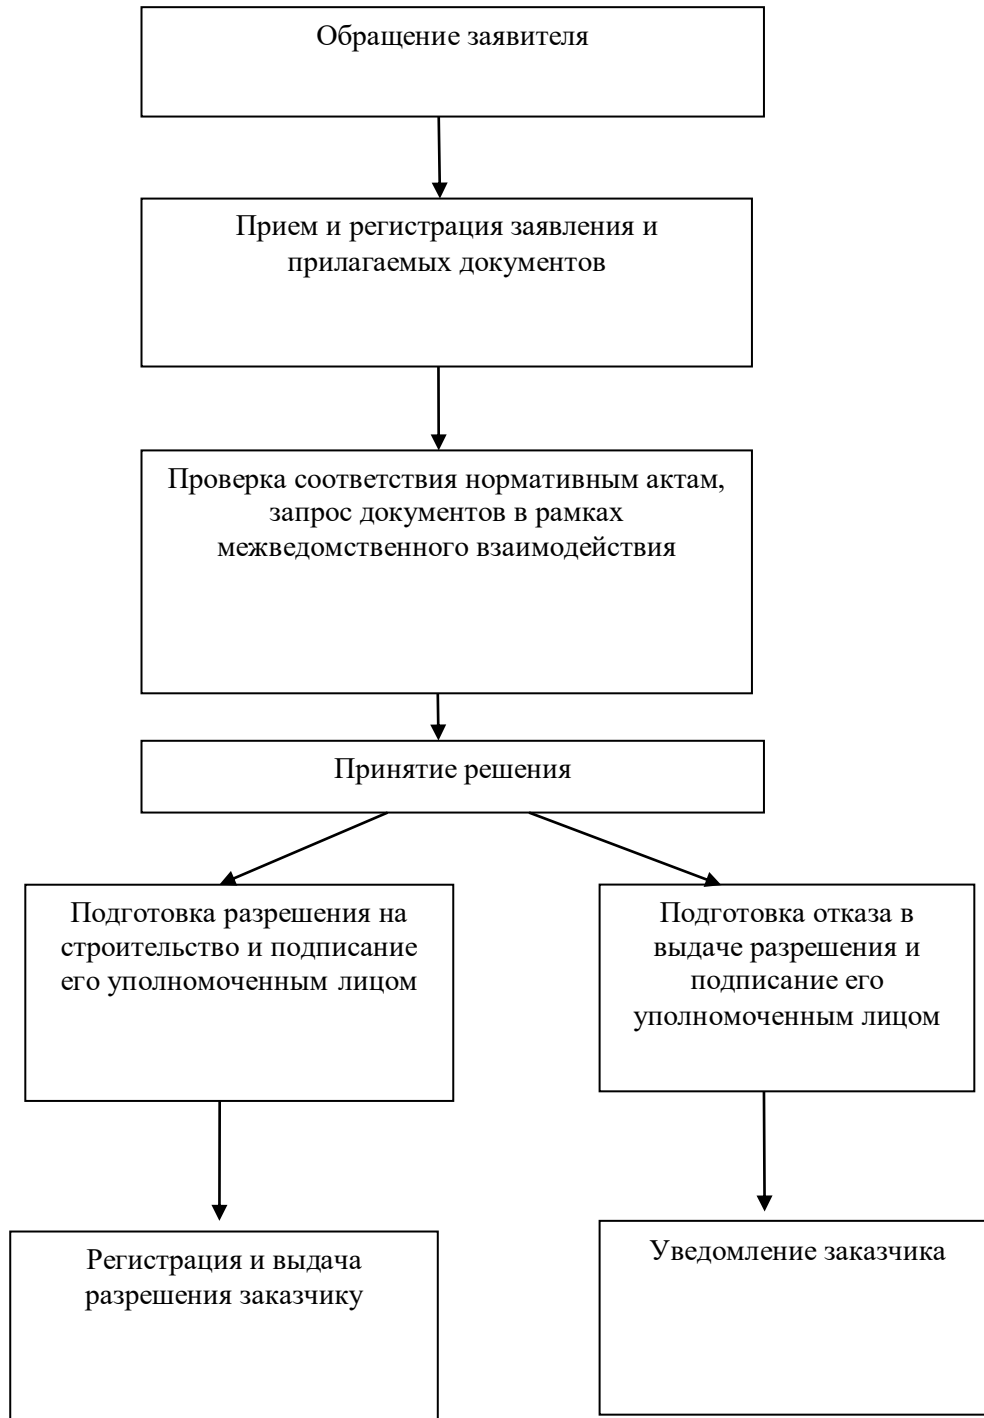 Обращение заявителя
Прием и регистрация заявления и
прилагаемых документов
Проверка соответствия нормативным актам,
запрос документов в рамках
межведомственного взаимодействия
Принятие решения
Подготовка разрешения на
строительство и подписание
его уполномоченным лицом
Подготовка отказа в
выдаче разрешения и
подписание его
уполномоченным лицом
Регистрация и выдача
разрешения заказчику
Уведомление заказчика